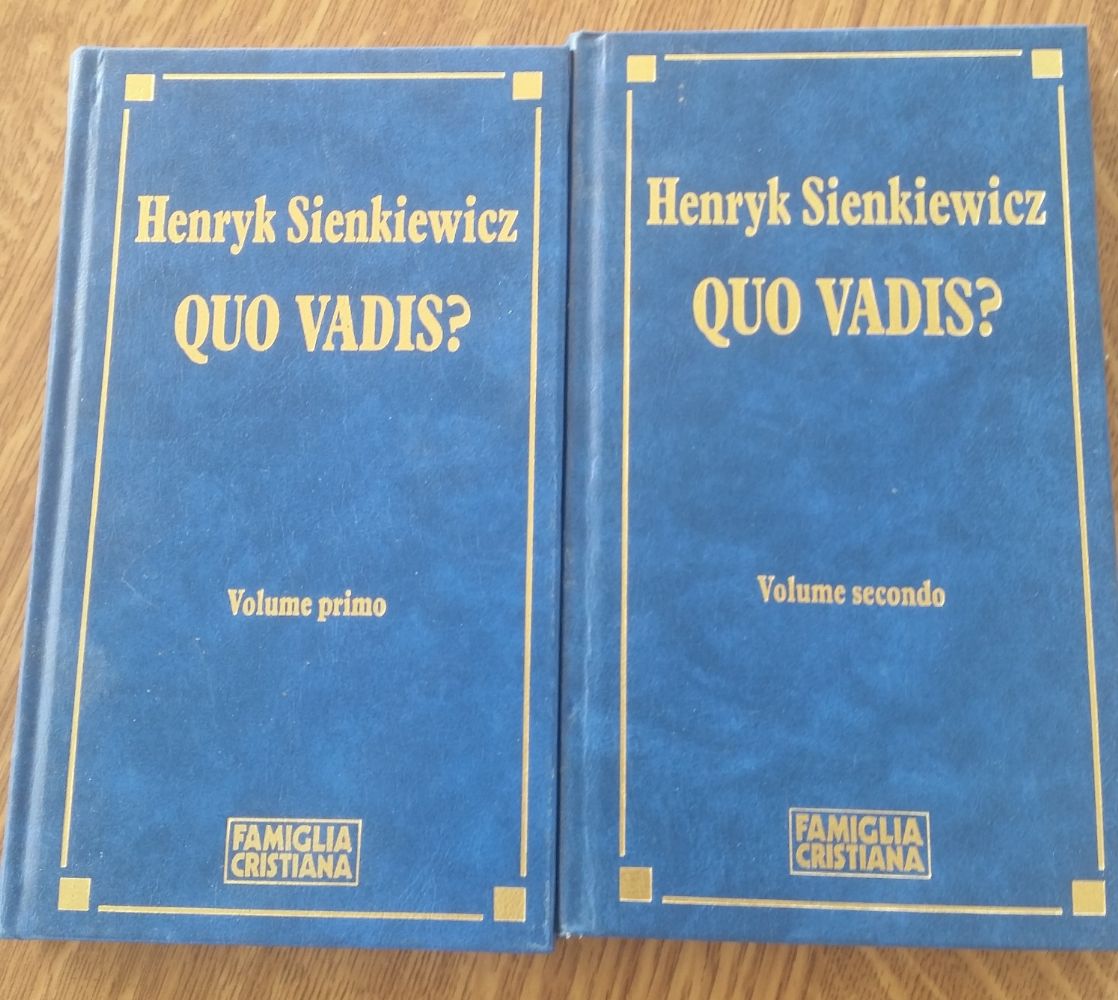 Henryk Sienkiewicz
QUO VADIS?
Volume primo
FAMIGLIA
CRISTIANA
Henryk Sienkiewicz
QUO VADIS?
Volume secondo
FAMIGLIA
CRISTIANA